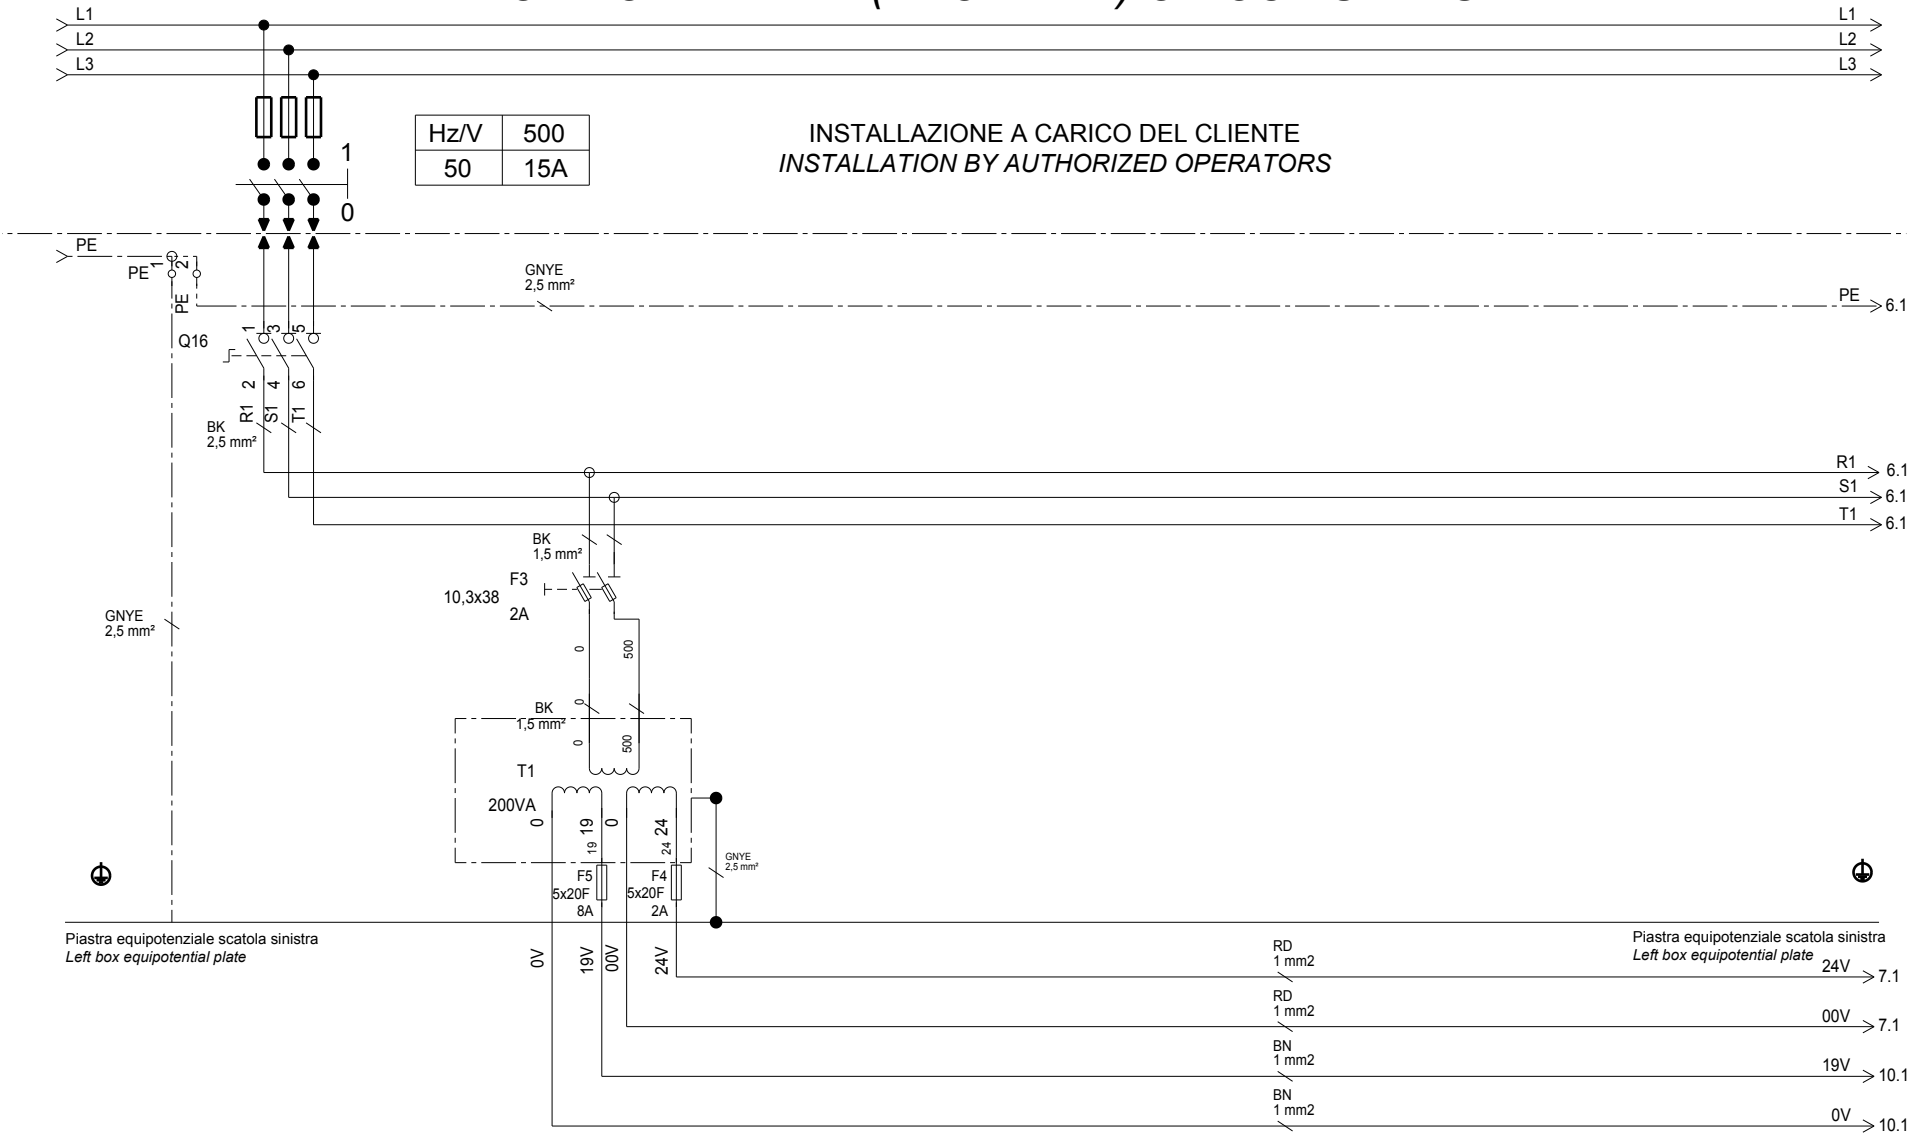 L1 L1
L2 L2
L3 L3
Hz/V 500
50 15A
INSTALLAZIONE A CARICO DEL CLIENTE
INSTALLATION BY AUTHORIZED OPERATORS
1
0
PE
PE 1 2
PE
GNYE
2,5 mm²
PE 6.1
Q16
1 3 5
2 4 6
R1 S1 T1
BK
2,5 mm²
R1 6.1
S1 6.1
T1 6.1
BK
1,5 mm²
F3
10,3x38
2A
GNYE
2,5 mm²
0 500
0
BK
1,5 mm²
0 500
T1
200VA
0 19 0 24
19 24
GNYE
2,5 mm²
F5
5x20F
8A
F4
5x20F
2A
Piastra equipotenziale scatola sinistra
Left box equipotential plate
Piastra equipotenziale scatola sinistra
Left box equipotential plate
0V 19V 00V 24V
RD
1 mm2
24V 7.1
RD
1 mm2
00V 7.1
BN
1 mm2
19V 10.1
BN
1 mm2
0V 10.1